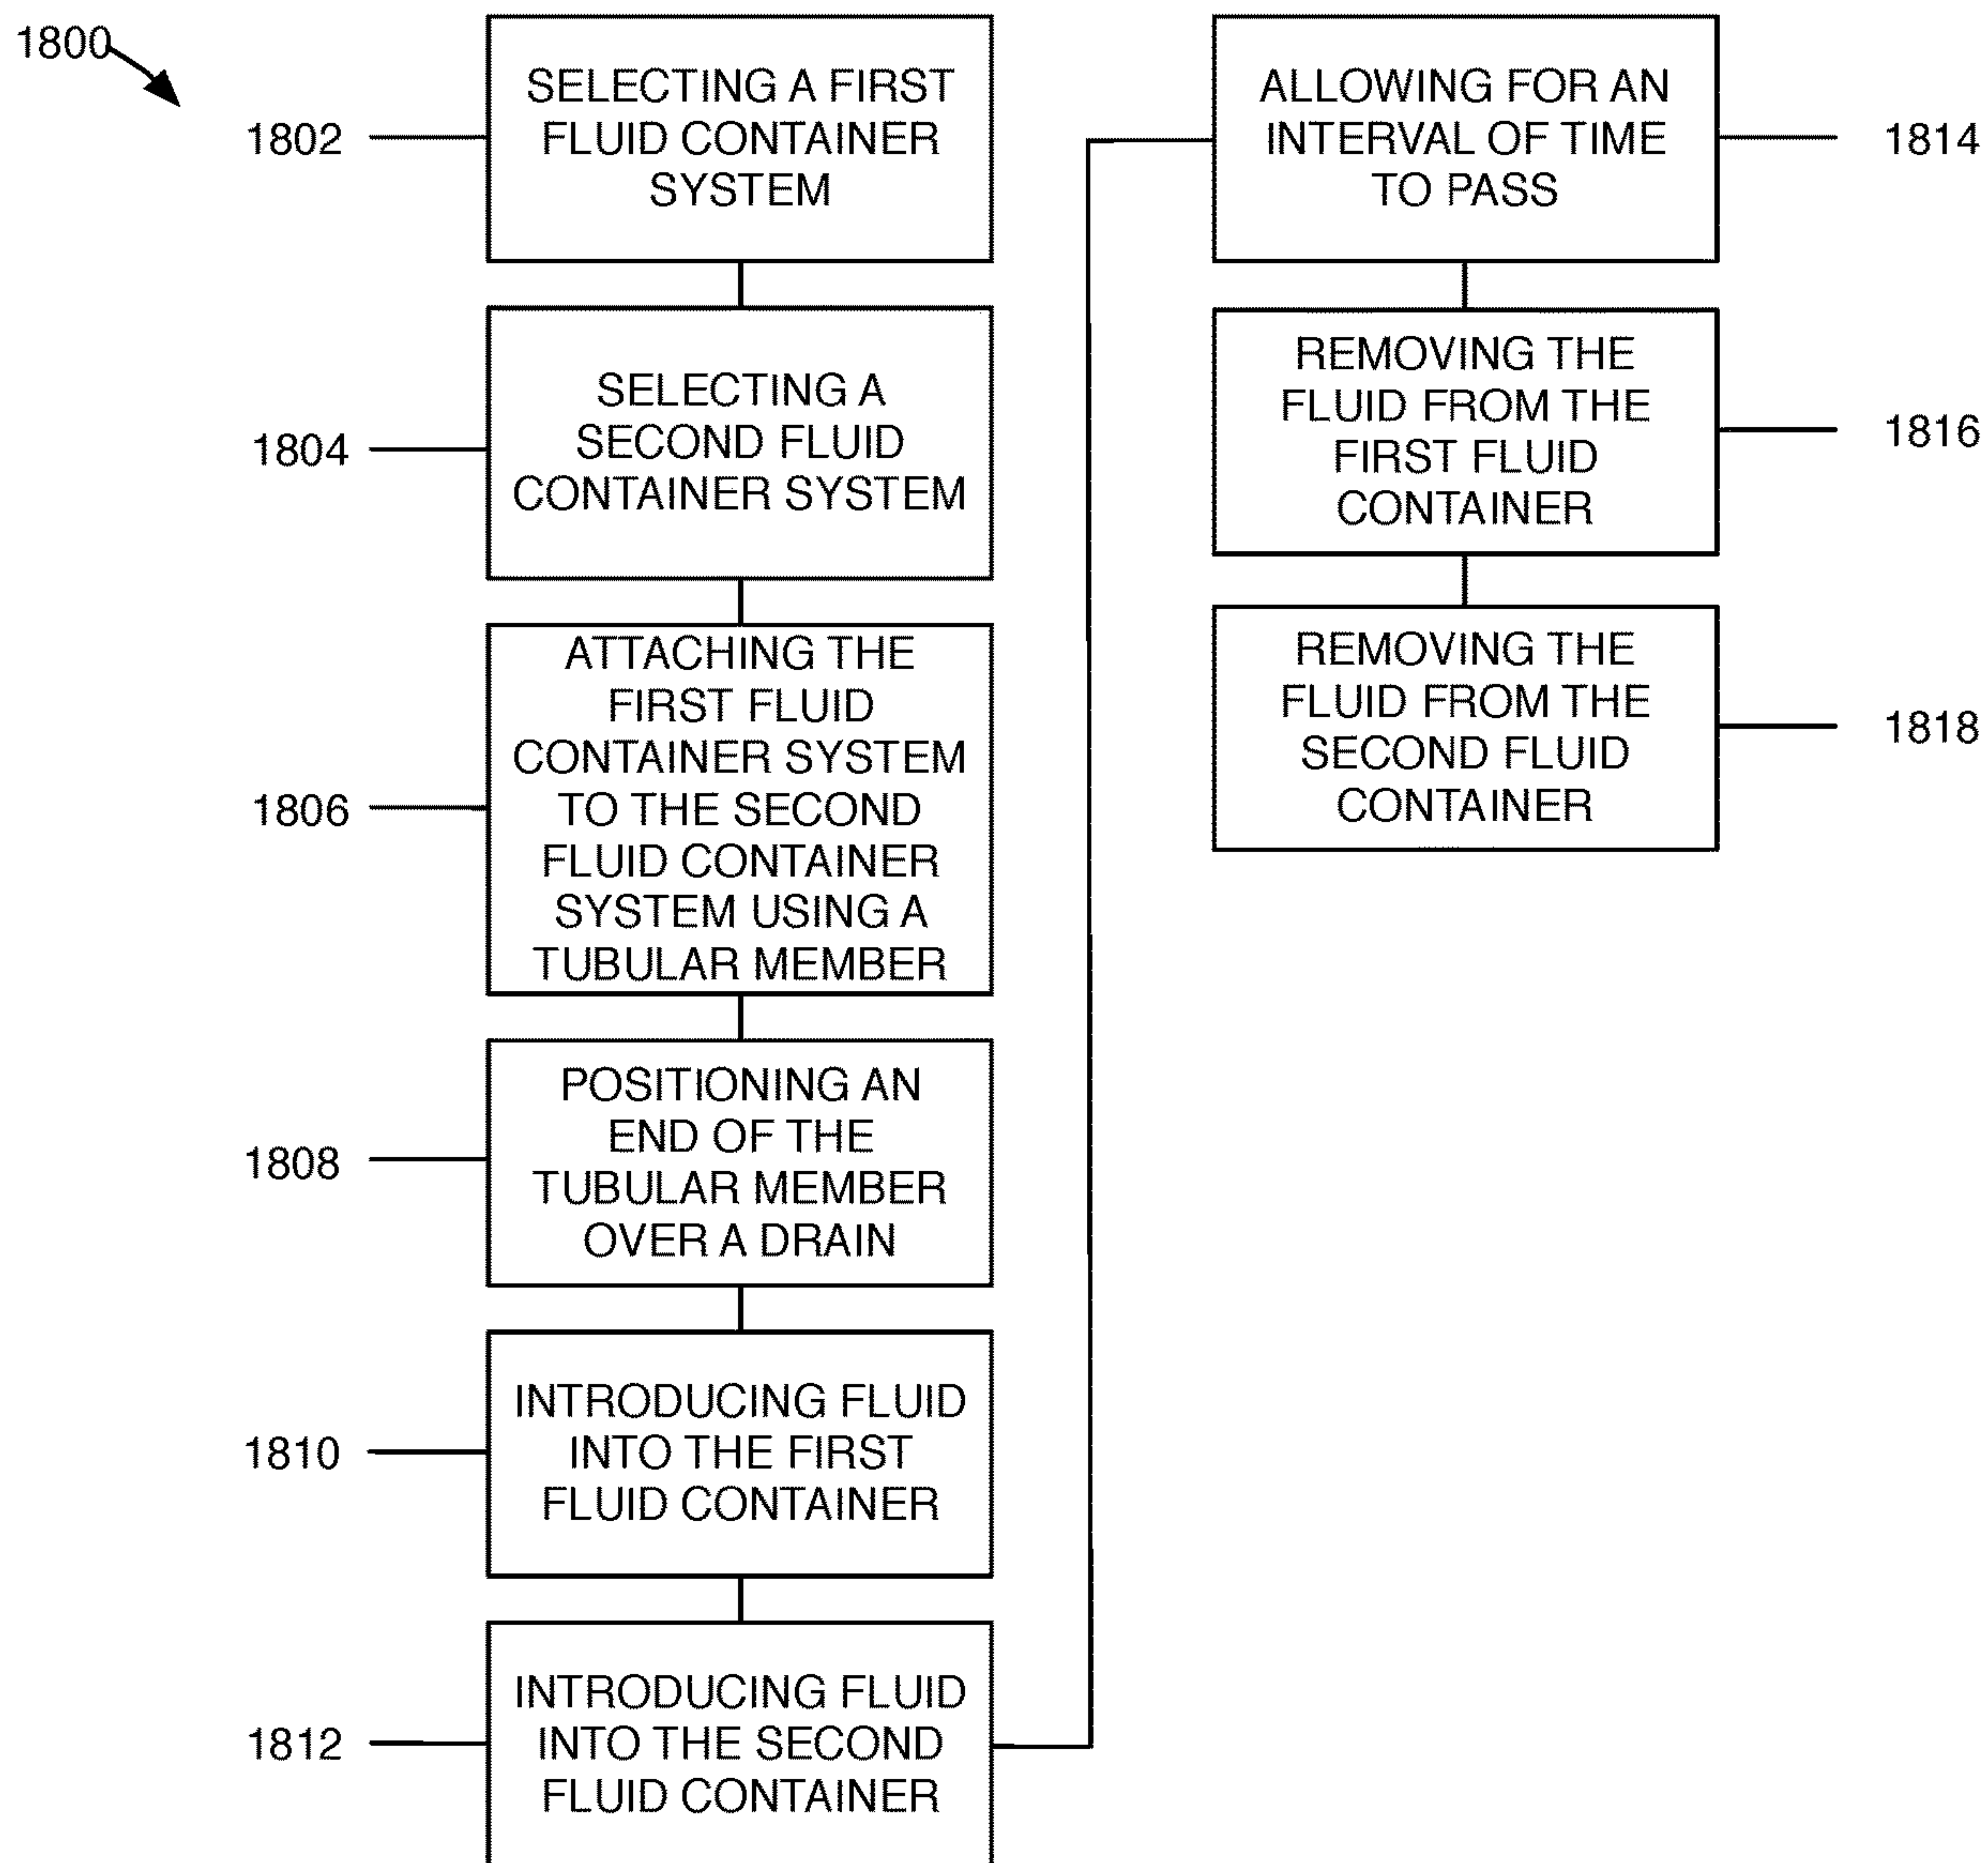 1800
1802
SELECTING A FIRST
FLUID CONTAINER
SYSTEM
1804
SELECTING A
SECOND FLUID
CONTAINER SYSTEM
1806
ATTACHING THE
FIRST FLUID
CONTAINER SYSTEM
TO THE SECOND
FLUID CONTAINER
SYSTEM USING A
TUBULAR MEMBER
1808
POSITIONING AN
END OF THE
TUBULAR MEMBER
OVER A DRAIN
1810
INTRODUCING FLUID
INTO THE FIRST
FLUID CONTAINER
1812
INTRODUCING FLUID
INTO THE SECOND
FLUID CONTAINER
ALLOWING FOR AN
INTERVAL OF TIME
TO PASS
1814
REMOVING THE
FLUID FROM THE
FIRST FLUID
CONTAINER
1816
REMOVING THE
FLUID FROM THE
SECOND FLUID
CONTAINER
1818